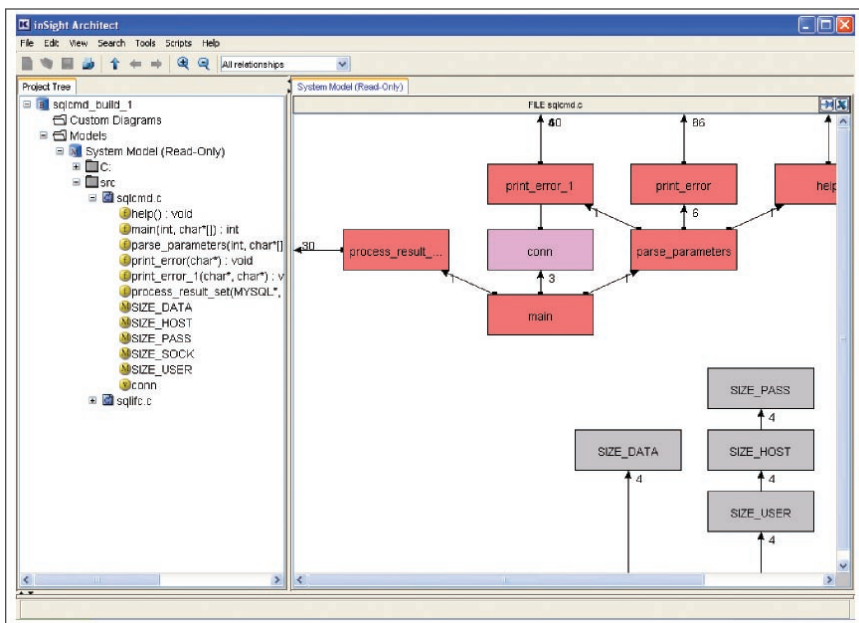 inSight Architect
File Edit View Search Tools Scripts Help
All relationships
Project Tree
sqlcmd_build_1
Custom Diagrams
Models
System Model (Read-Only)
C:
src
sqlcmd.c
help() : void
main(int, char*[]) : int
parse_parameters(int, char*[]
print_error(char*) : void
print_error_1(char*, char*) : v
process_result_set(MYSQL*,
SIZE_DATA
SIZE_HOST
SIZE_PASS
SIZE_SOCK
SIZE_USER
conn
sqlifc.c
System Model (Read-Only)
FILE sqlcmd.c
86
print_error_1
print_error
help
1
6
1
30
process_result_...
conn
parse_parameters
1
3
1
main
SIZE_PASS
4
SIZE_DATA
SIZE_HOST
4
4
SIZE_USER
4